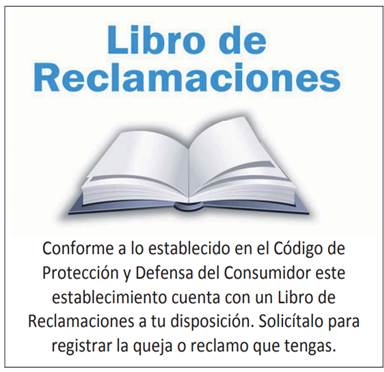 Libro de
Reclamaciones
Conforme a lo establecido en el Código de
Protección y Defensa del Consumidor este
establecimiento cuenta con un Libro de
Reclamaciones a tu disposición. Solicítalo para
registrar la queja o reclamo que tengas.